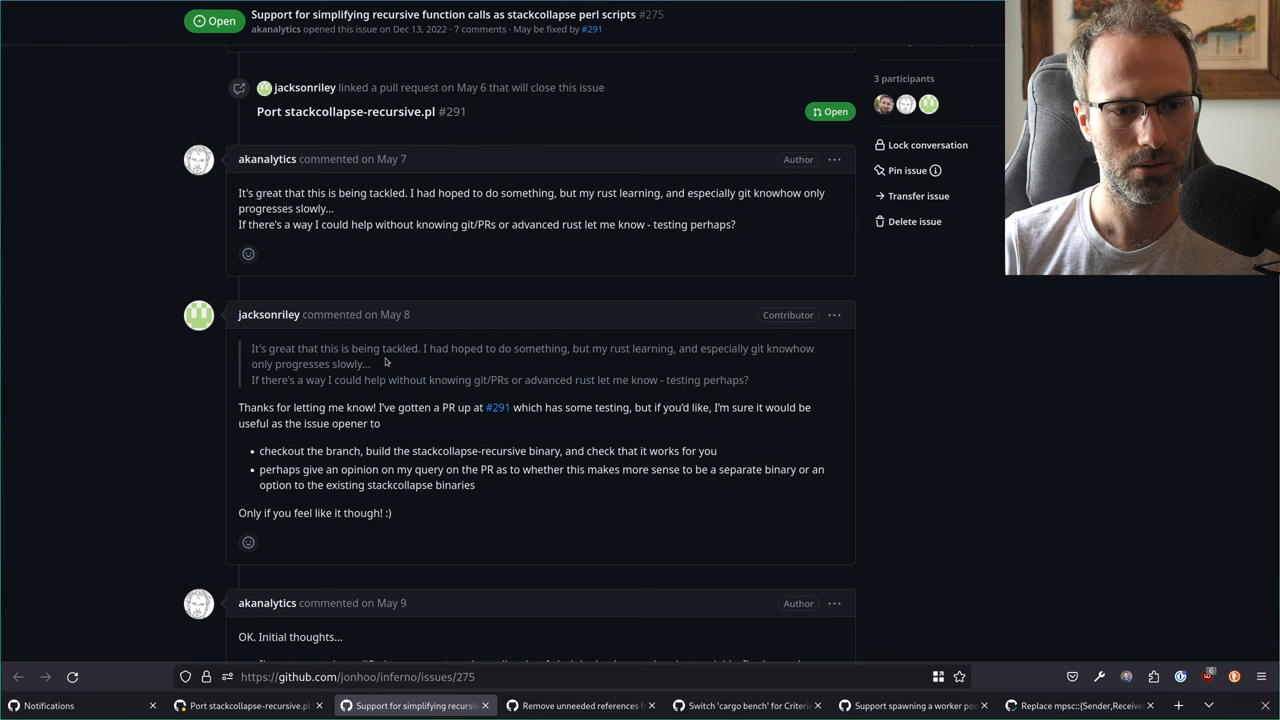 Open
Support for simplifying recursive function calls as stackcollapse perl scripts #275
akanalytics opened this issue on Dec 13, 2022 · 7 comments · May be fixed by #291
jacksonriley linked a pull request on May 6 that will close this issue
Port stackcollapse-recursive.pl #291
Open
akanalytics commented on May 7
Author
It's great that this is being tackled. I had hoped to do something, but my rust learning, and especially git knowhow only
progresses slowly...
If there's a way I could help without knowing git/PRs or advanced rust let me know - testing perhaps?
jacksonriley commented on May 8
Contributor
It's great that this is being tackled. I had hoped to do something, but my rust learning, and especially git knowhow
only progresses slowly...
If there's a way I could help without knowing git/PRs or advanced rust let me know - testing perhaps?
Thanks for letting me know! I've gotten a PR up at #291 which has some testing, but if you'd like, I'm sure it would be
useful as the issue opener to
• checkout the branch, build the stackcollapse-recursive binary, and check that it works for you
• perhaps give an opinion on my query on the PR as to whether this makes more sense to be a separate binary or an
option to the existing stackcollapse binaries
Only if you feel like it though! :)
akanalytics commented on May 9
Author
OK. Initial thoughts...
3 participants
Lock conversation
Pin issue
Transfer issue
Delete issue
https://github.com/jonhoo/inferno/issues/275
6
Notifications
Port stackcollapse-recursive.pl
Support for simplifying recursiv
Remove unneeded references f
Switch 'cargo bench' for Criteri
Support spawning a worker poo
Replace mpsc::{Sender,Receive